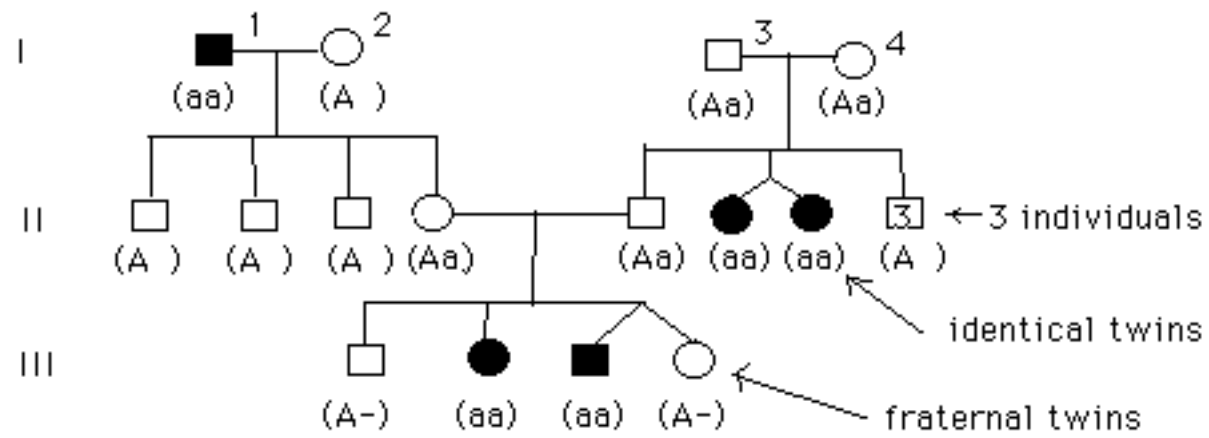 I 1 2 3 4
(aa) (A ) (Aa) (Aa)
II 3 ←3 individuals
(A ) (A ) (A ) (Aa) (Aa) (aa) (aa) (A )
identical twins
III
(A-) (aa) (aa) (A-) fraternal twins